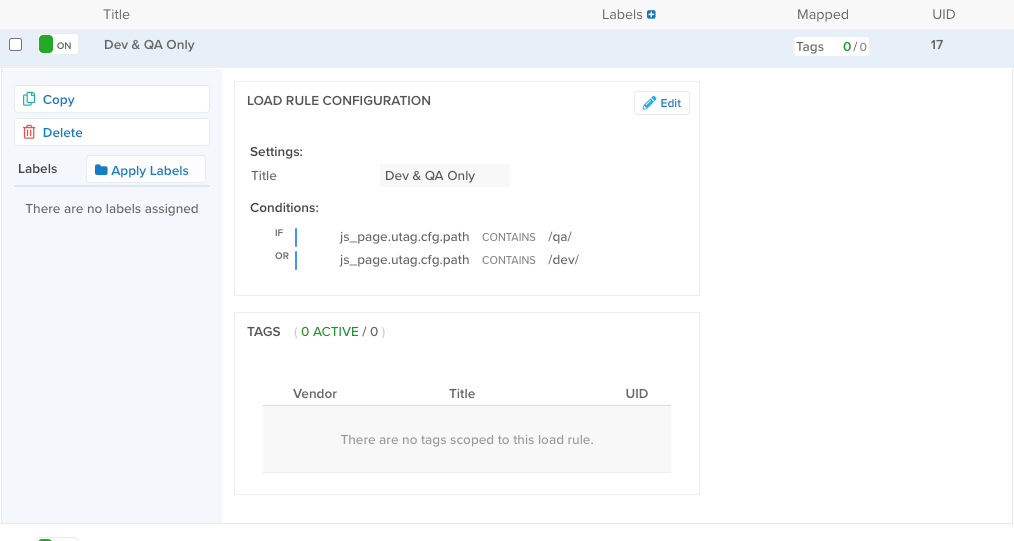 Title Labels Mapped UID
ON Dev & QA Only Tags 0/0 17
Copy
Delete
Labels Apply Labels
There are no labels assigned
LOAD RULE CONFIGURATION Edit
Settings:
Title Dev & QA Only
Conditions:
IF js_page.utag.cfg.path CONTAINS /qa/
OR js_page.utag.cfg.path CONTAINS /dev/
TAGS ( 0 ACTIVE / 0 )
Vendor Title UID
There are no tags scoped to this load rule.